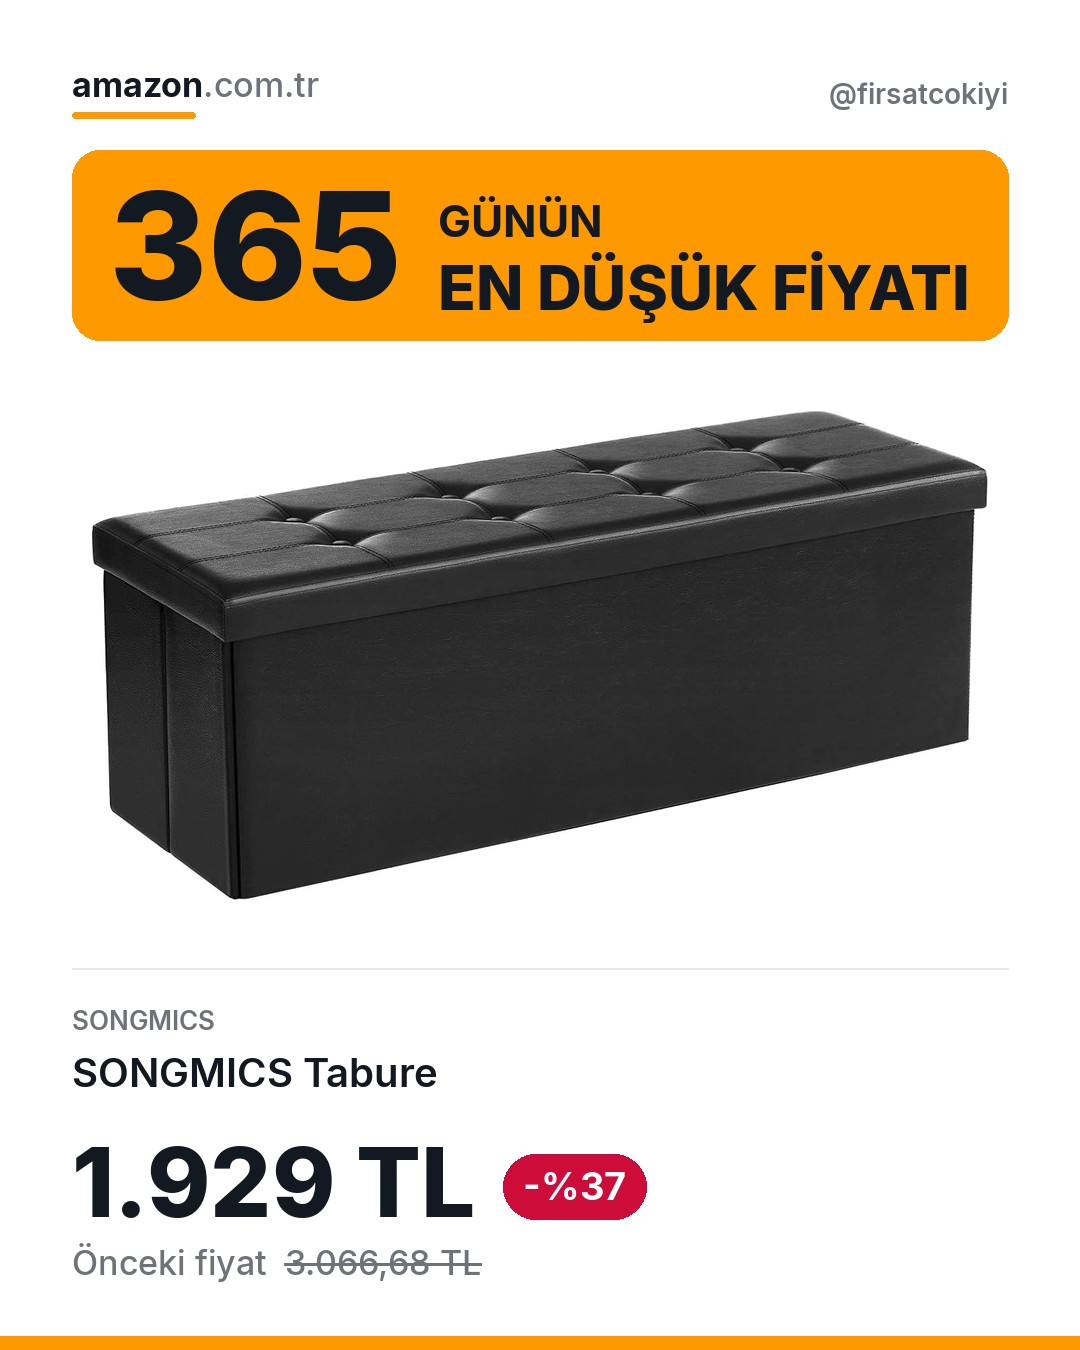 amazon.com.tr
@firsatcokiyi
365
GÜNÜN
EN DÜŞÜK FİYATI
SONGMICS
SONGMICS Tabure
1.929 TL
-%37
Önceki fiyat 3.066,68 TL